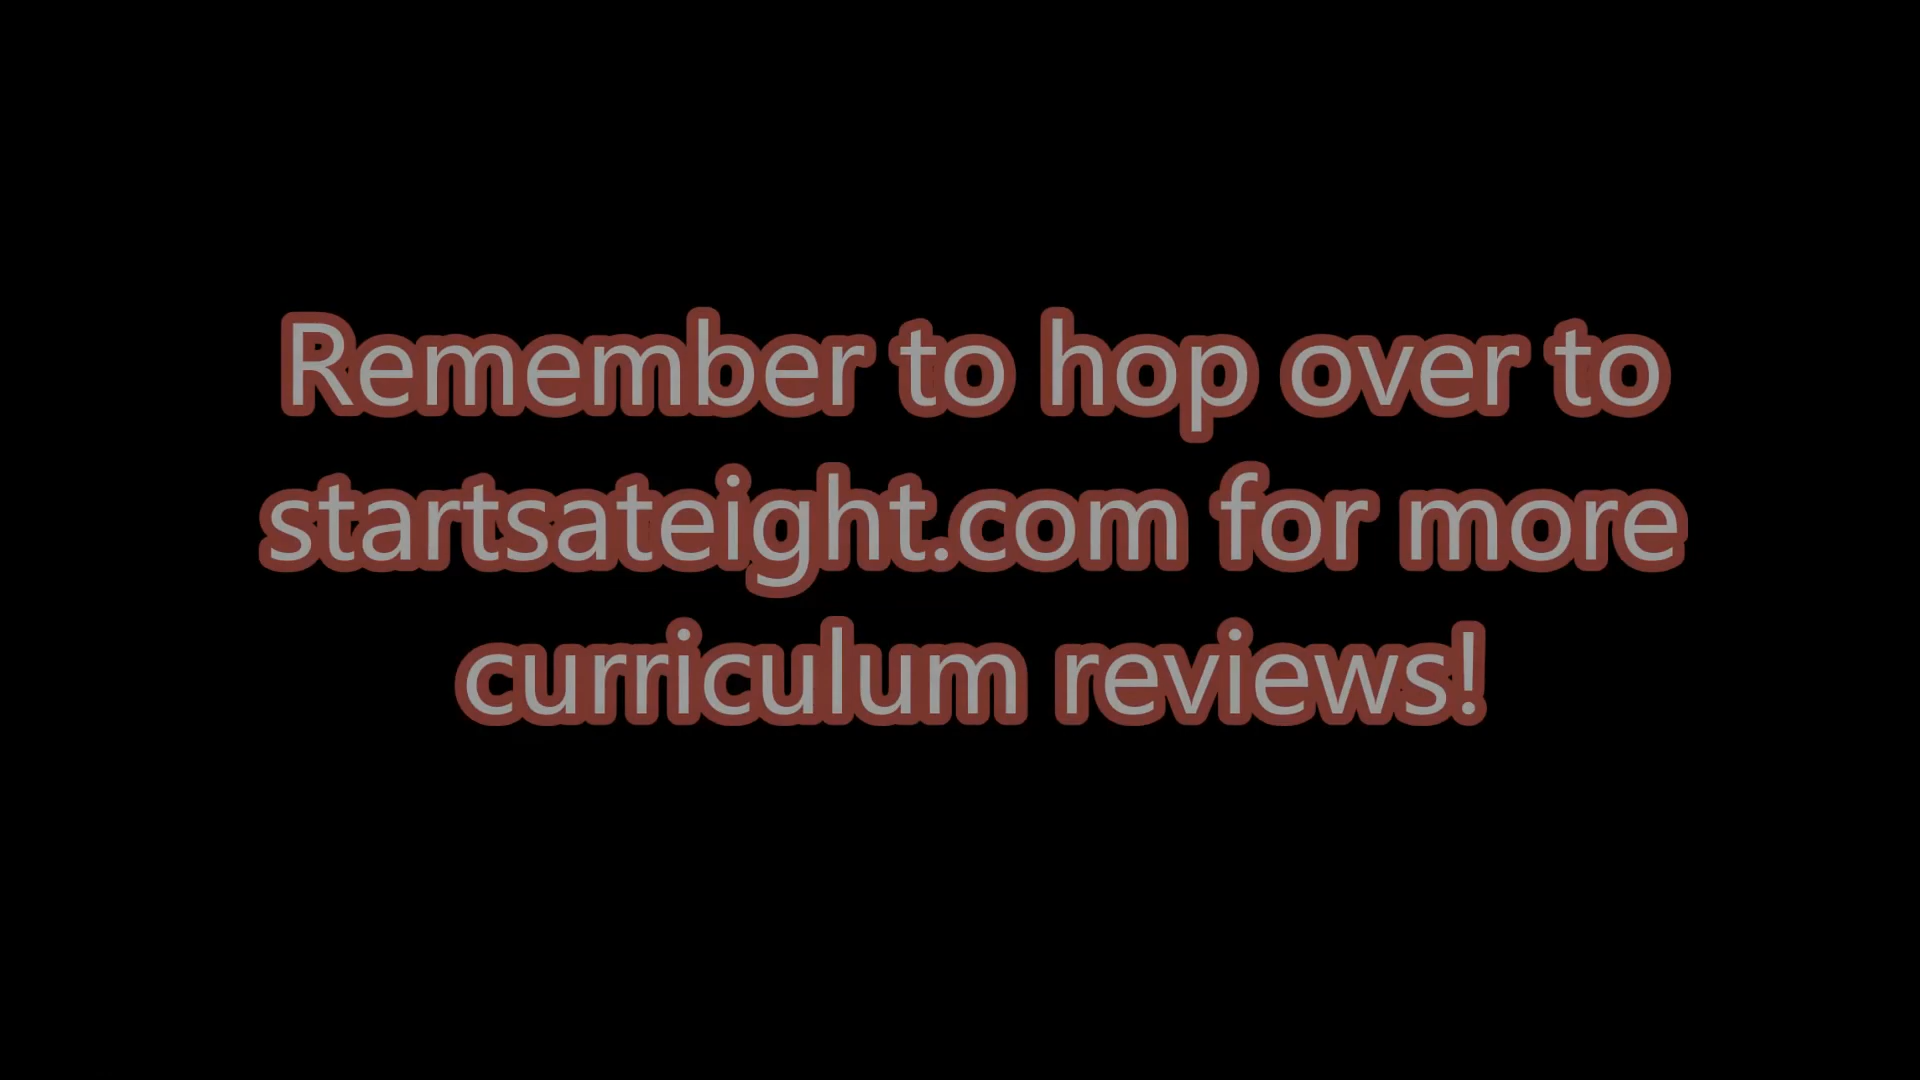 Remember to hop over to
startsateight.com for more
curriculum reviews!